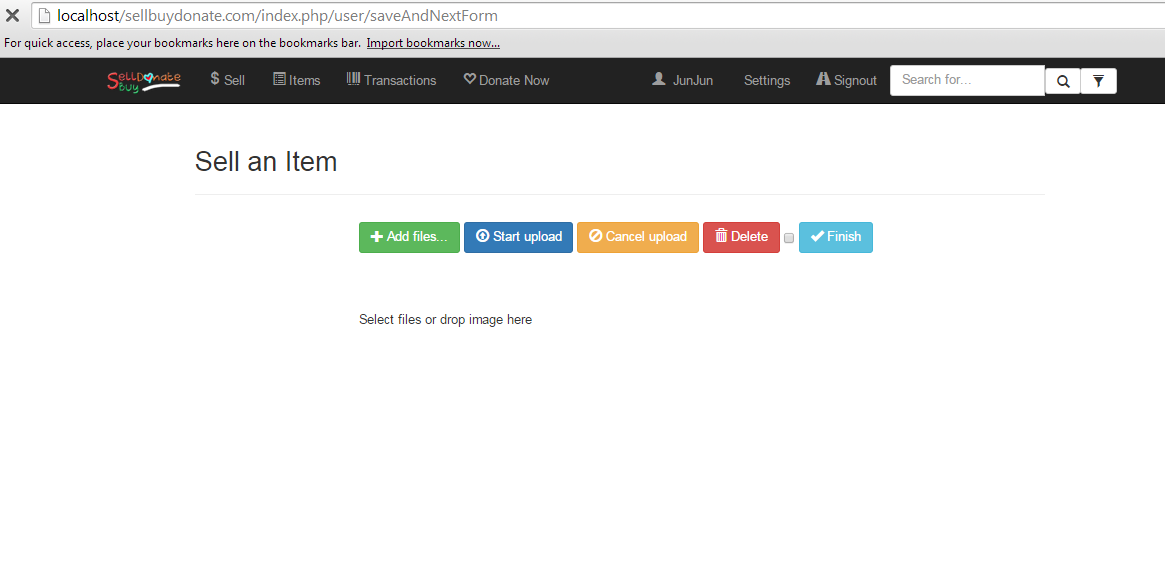 localhost/sellbuydonate.com/index.php/user/saveAndNextForm
For quick access, place your bookmarks here on the bookmarks bar. Import bookmarks now...
SellDonate buy $ Sell Items Transactions Donate Now JunJun Settings Signout Search for...
Sell an Item
Add files... Start upload Cancel upload Delete Finish
Select files or drop image here